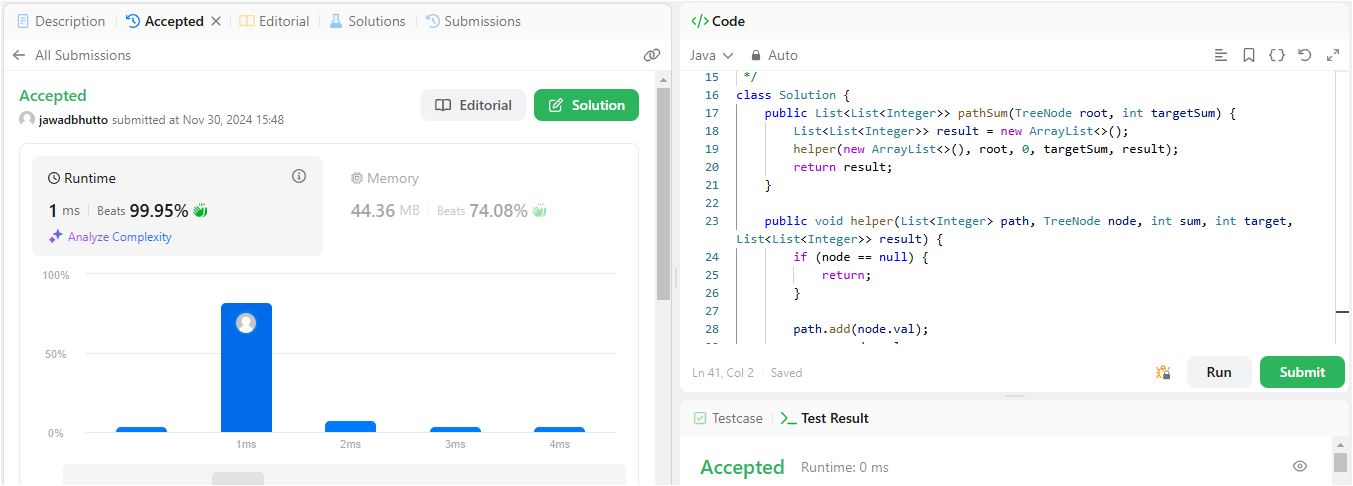 Description
Accepted
Editorial
Solutions
Submissions
All Submissions
Accepted
jawadbhutto submitted at Nov 30, 2024 15:48
Editorial
Solution
Runtime
1 ms Beats 99.95%
Analyze Complexity
Memory
44.36 MB Beats 74.08%
100%
50%
0%
1ms
2ms
3ms
4ms
</> Code
Java
Auto
15 */
16 class Solution {
17 public List<List<Integer>> pathSum(TreeNode root, int targetSum) {
18 List<List<Integer>> result = new ArrayList<>();
19 helper(new ArrayList<>(), root, 0, targetSum, result);
20 return result;
21 }
22
23 public void helper(List<Integer> path, TreeNode node, int sum, int target,
List<List<Integer>> result) {
24 if (node == null) {
25 return;
26 }
27
28 path.add(node.val);
Ln 41, Col 2 Saved
Run
Submit
Testcase
Test Result
Accepted Runtime: 0 ms